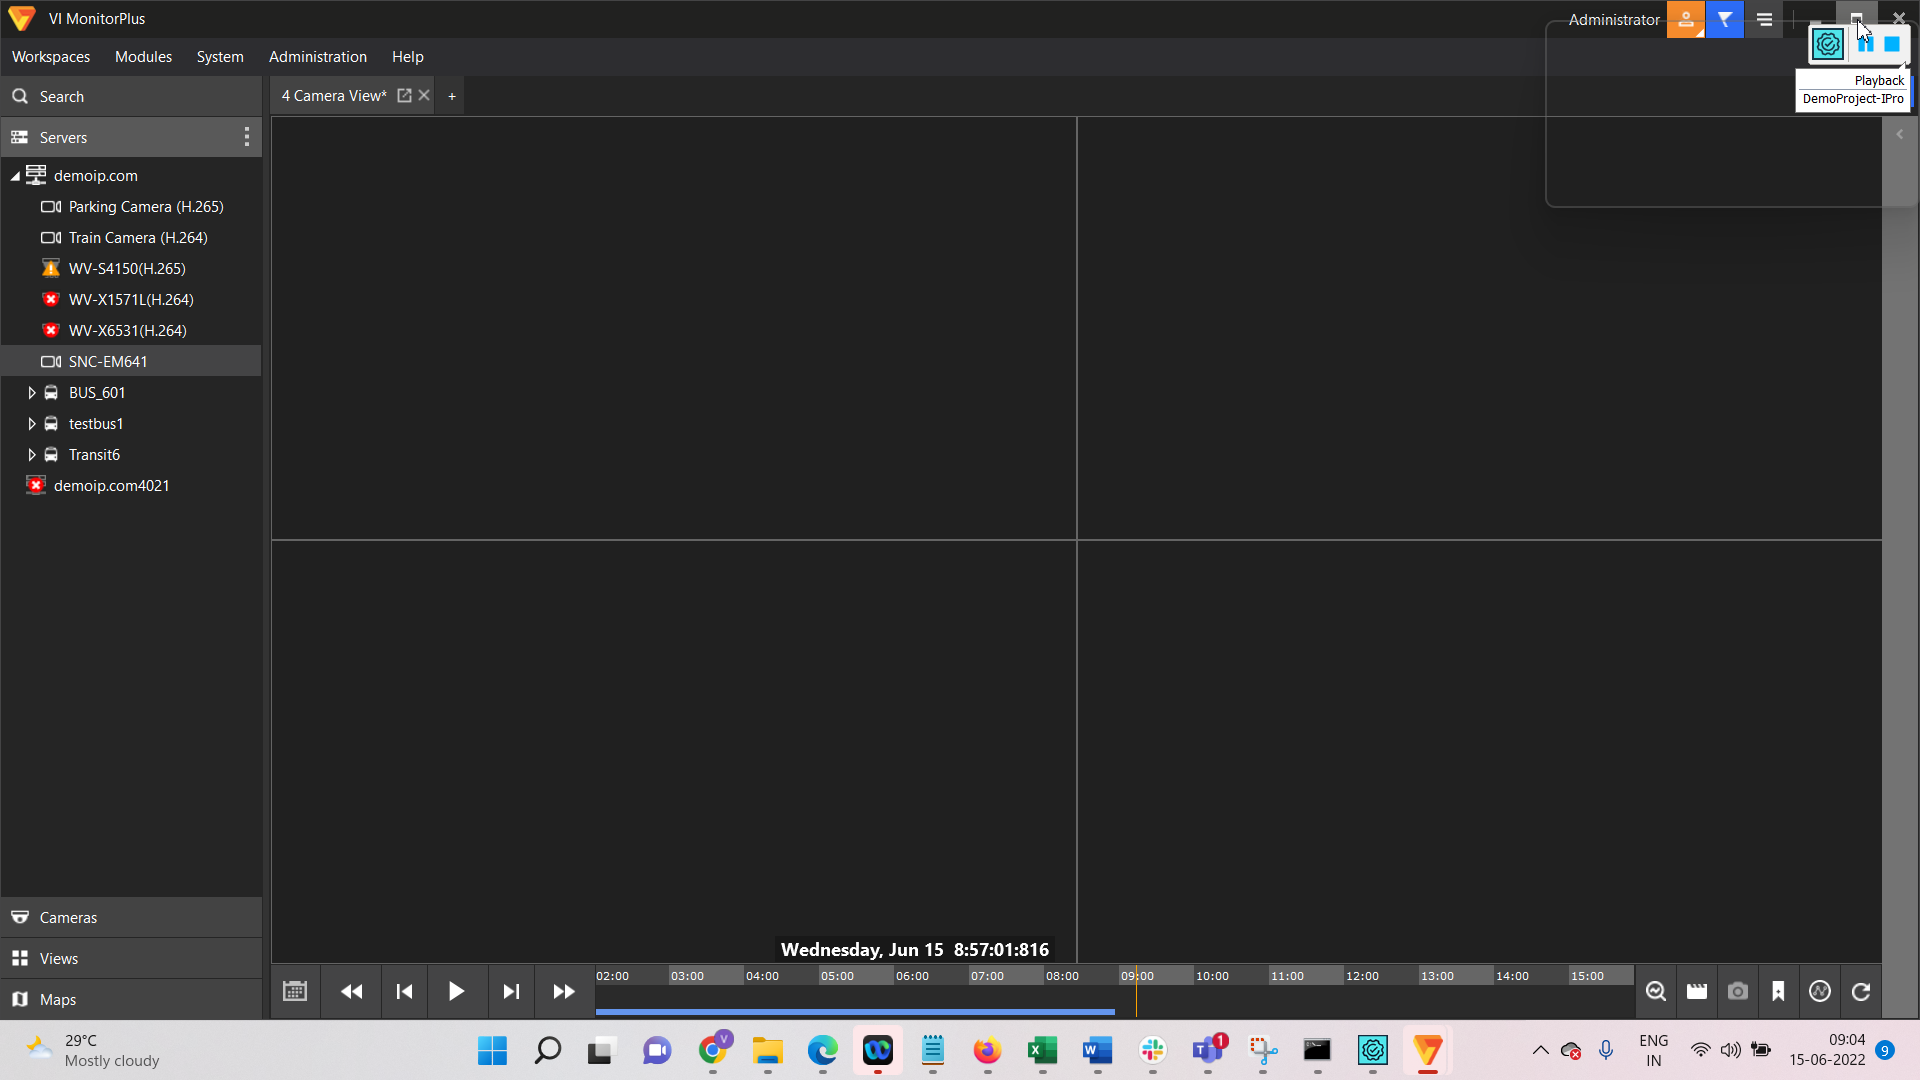 VI MonitorPlus
Administrator
Workspaces Modules System Administration Help
Playback
DemoProject-IPro
Search
4 Camera View* +
Servers
demoip.com
Parking Camera (H.265)
Train Camera (H.264)
WV-S4150(H.265)
WV-X1571L(H.264)
WV-X6531(H.264)
SNC-EM641
BUS_601
testbus1
Transit6
demoip.com4021
Cameras
Views
Maps
Wednesday, Jun 15 8:57:01:816
02:00 03:00 04:00 05:00 06:00 07:00 08:00 09:00 10:00 11:00 12:00 13:00 14:00 15:00
29°C
Mostly cloudy
V
1
ENG
IN
09:04
15-06-2022
9